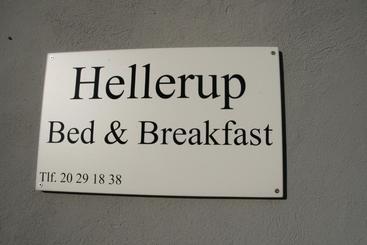 Hellerup
Bed & Breakfast
Tlf. 20 29 18 38